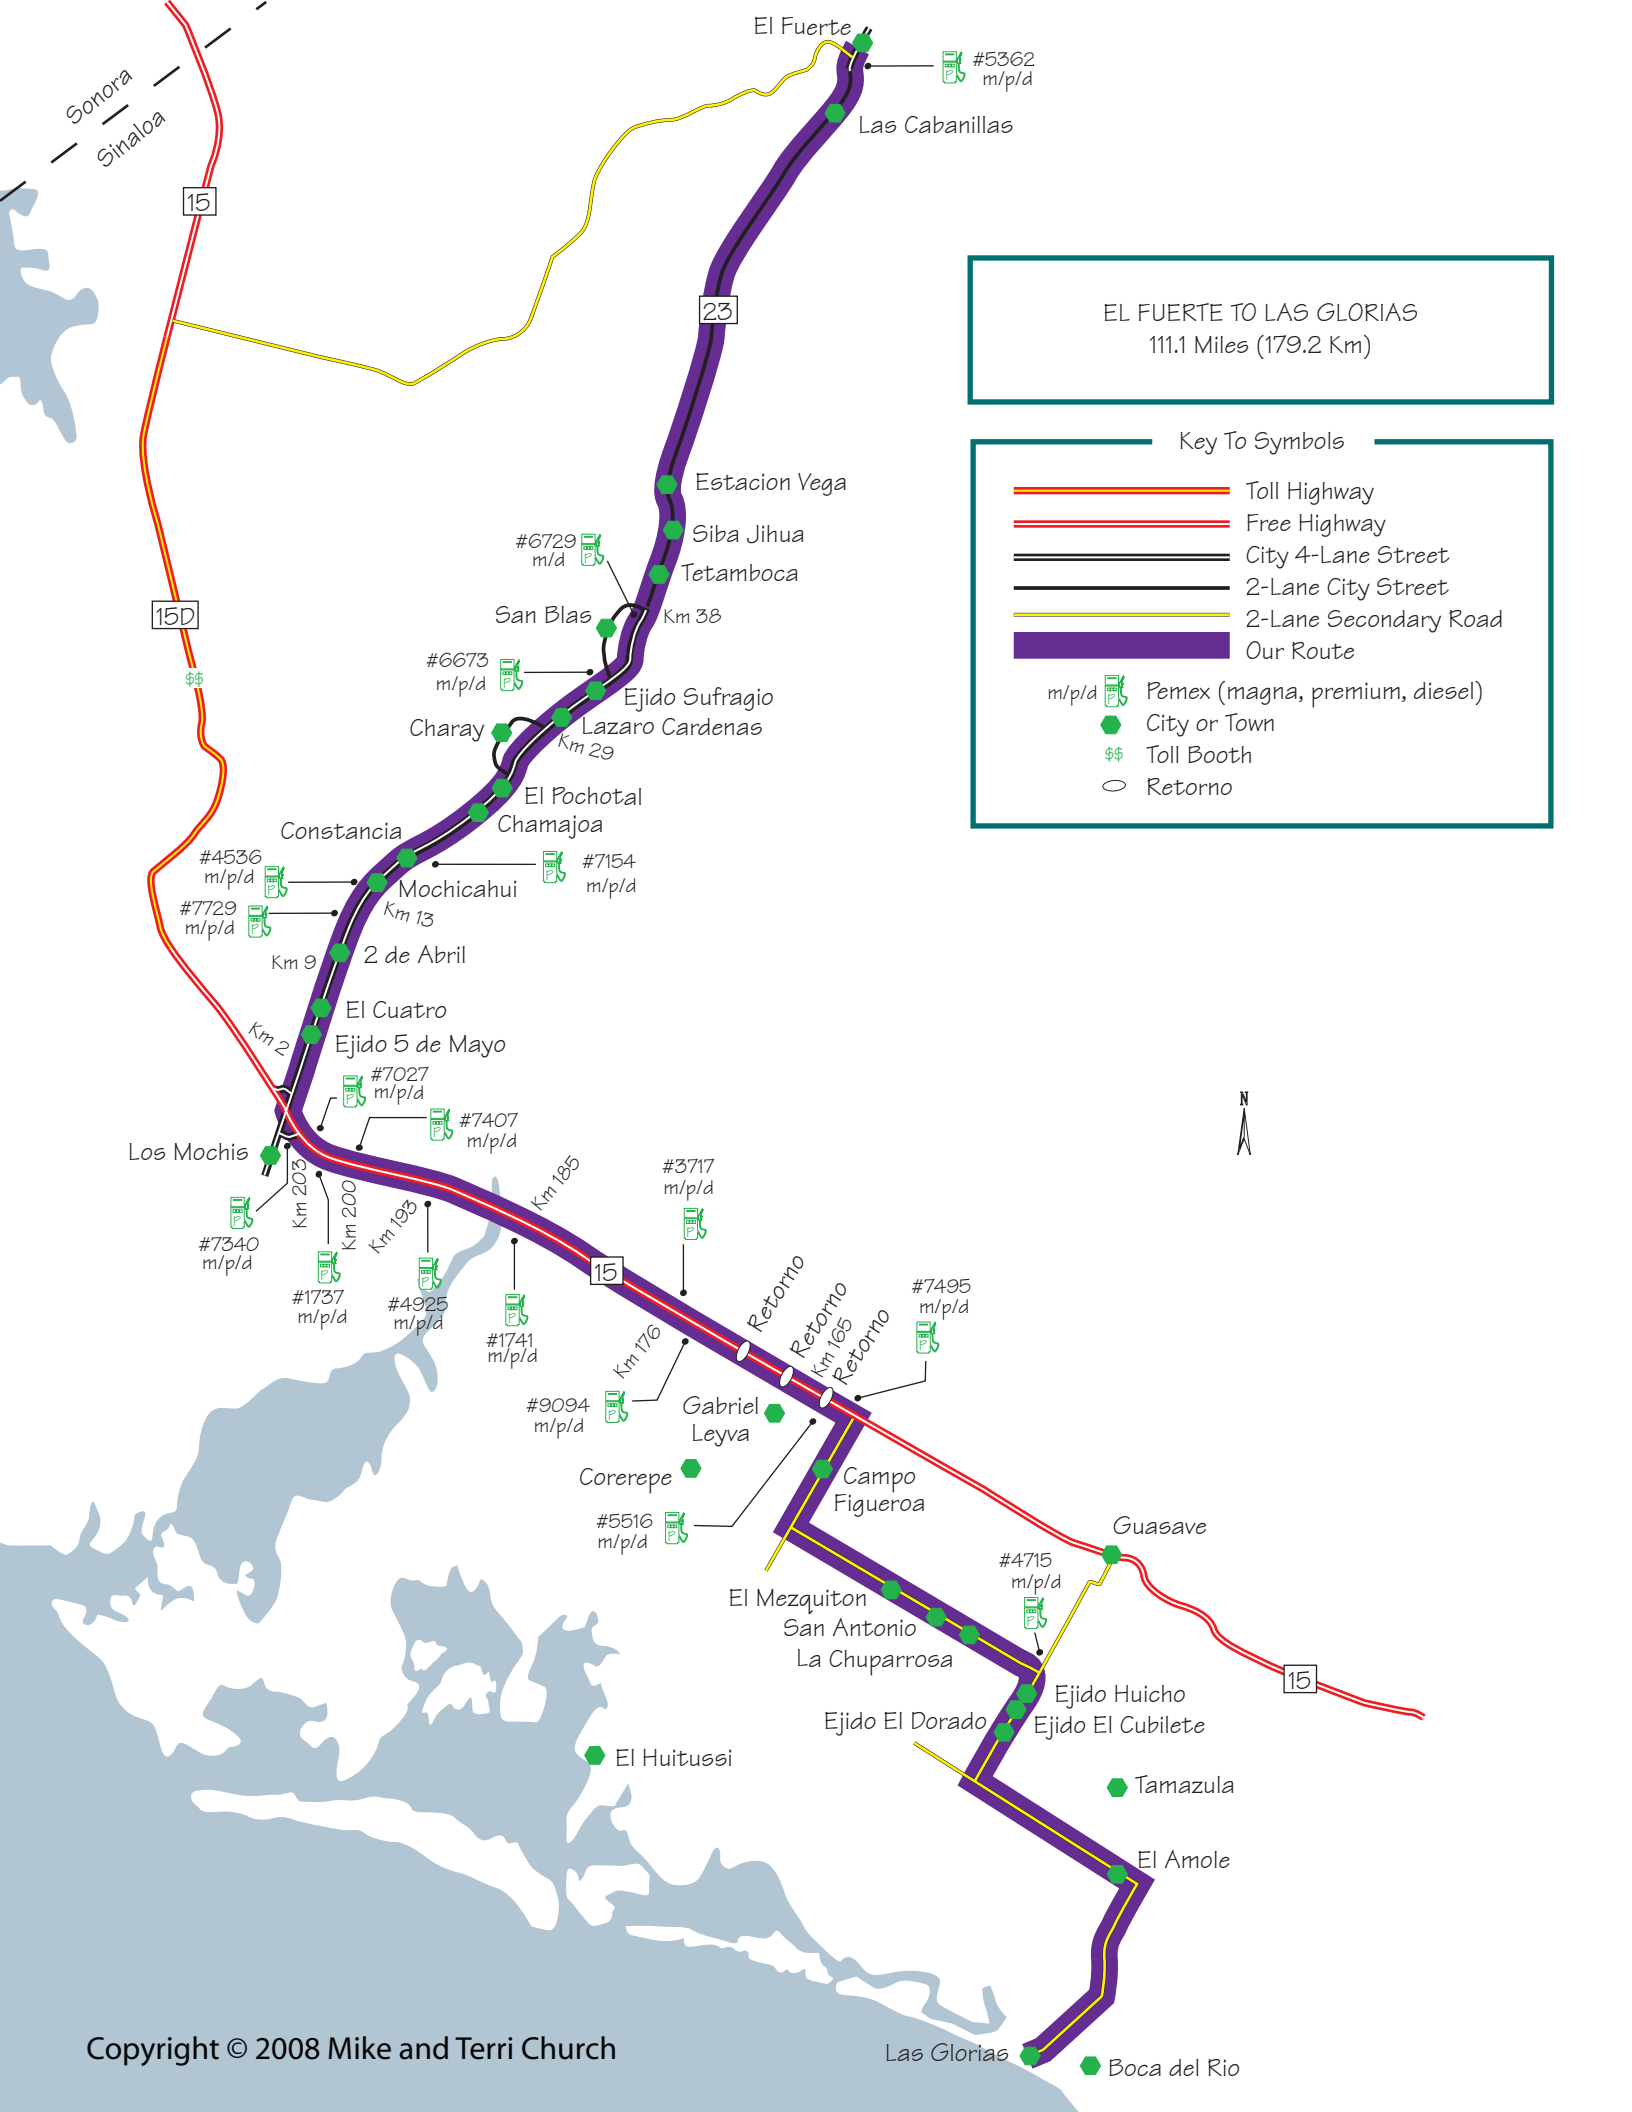 El Fuerte
#5362
m/p/d
Sonora
Sinaloa
Las Cabanillas
15
23
EL FUERTE TO LAS GLORIAS
111.1 Miles (179.2 Km)
Key To Symbols
Toll Highway
Free Highway
City 4-Lane Street
2-Lane City Street
2-Lane Secondary Road
Our Route
m/p/d Pemex (magna, premium, diesel)
City or Town
$$ Toll Booth
Retorno
Estacion Vega
Siba Jihua
#6729
m/d
Tetamboca
15D
San Blas
Km 38
#6673
m/p/d
$$
Ejido Sufragio
Charay
Lazaro Cardenas
Km 29
El Pochotal
Chamajoa
Constancia
#4536
m/p/d
#7154
m/p/d
Mochicahui
#7729
m/p/d
Km 13
2 de Abril
Km 9
El Cuatro
Km 2
Ejido 5 de Mayo
#7027
m/p/d
#7407
m/p/d
Los Mochis
Km 203
Km 200
Km 193
Km 185
#3717
m/p/d
#7340
m/p/d
#1737
m/p/d
#4925
m/p/d
#1741
m/p/d
15
Retorno
Retorno
Km 165
Retorno
#7495
m/p/d
Km 176
#9094
m/p/d
Gabriel
Leyva
Corerepe
Campo
Figueroa
#5516
m/p/d
Guasave
#4715
m/p/d
El Mezquiton
San Antonio
La Chuparrosa
15
Ejido Huicho
Ejido El Dorado
Ejido El Cubilete
El Huitussi
Tamazula
El Amole
Las Glorias
Boca del Rio
N
Copyright © 2008 Mike and Terri Church